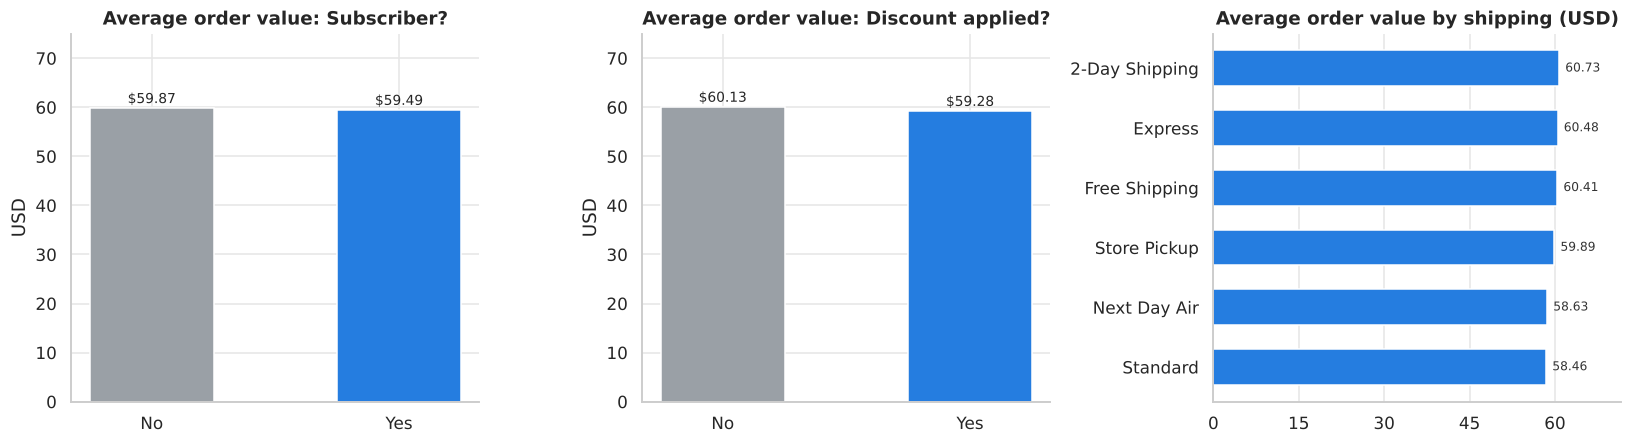 Average order value: Subscriber?
USD
70
60
50
40
30
20
10
0
$59.87
$59.49
No
Yes
Average order value: Discount applied?
USD
70
60
50
40
30
20
10
0
$60.13
$59.28
No
Yes
Average order value by shipping (USD)
2-Day Shipping 60.73
Express 60.48
Free Shipping 60.41
Store Pickup 59.89
Next Day Air 58.63
Standard 58.46
0 15 30 45 60